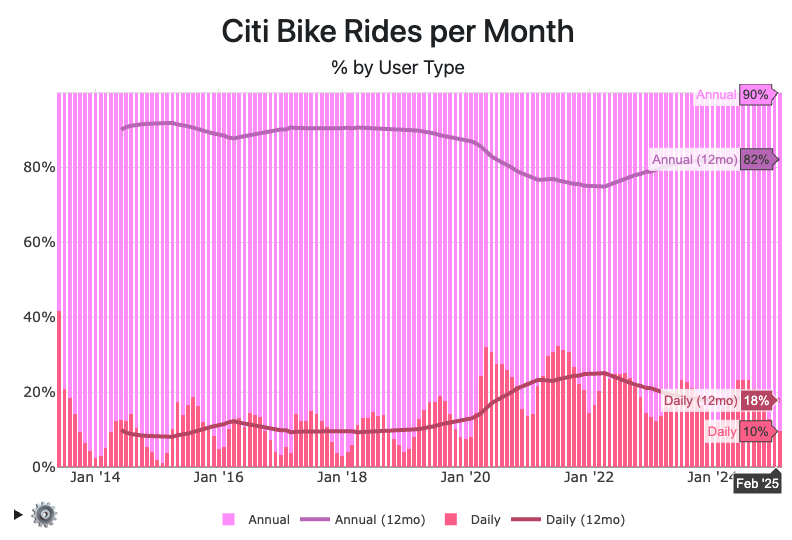 Citi Bike Rides per Month
% by User Type
Annual 90%
80%
Annual (12mo) 82%
60%
40%
20%
Daily (12mo) 18%
Daily 10%
0%
Jan '14 Jan '16 Jan '18 Jan '20 Jan '22 Jan '24
Feb '25
Annual Annual (12mo) Daily Daily (12mo)